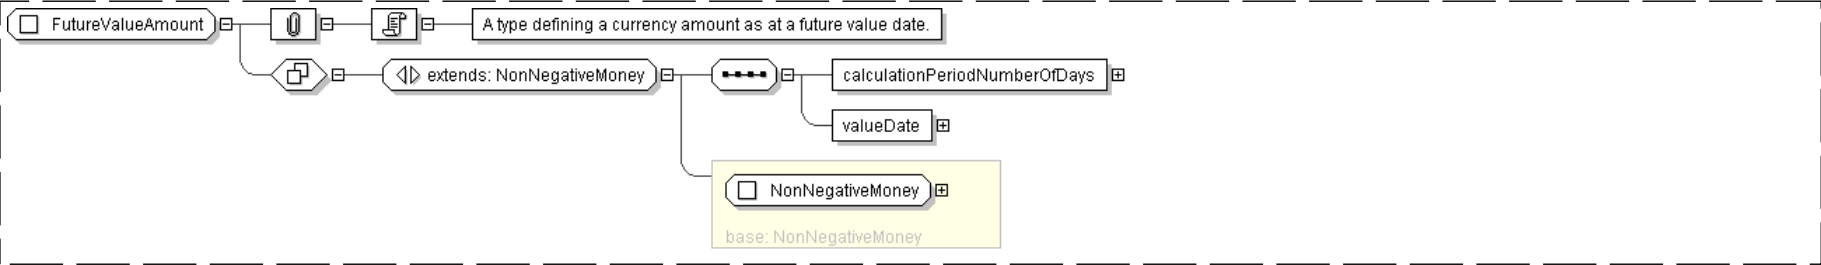 FutureValueAmount
A type defining a currency amount as at a future value date.
extends: NonNegativeMoney
calculationPeriodNumberOfDays
valueDate
NonNegativeMoney
base: NonNegativeMoney